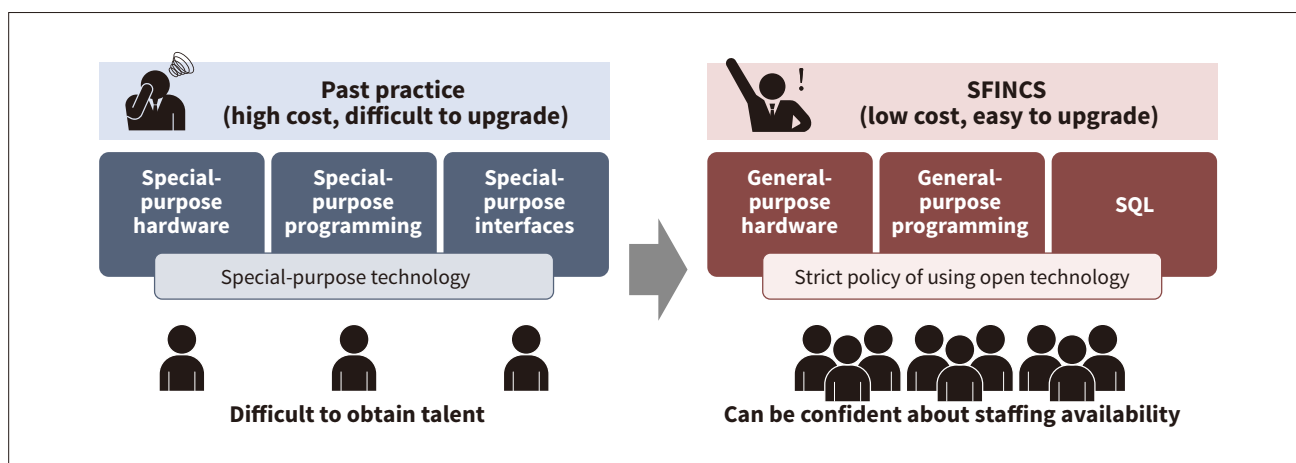 Past practice
(high cost, difficult to upgrade)
Special-
purpose
hardware
Special-
purpose
programming
Special-
purpose
interfaces
Special-purpose technology
Difficult to obtain talent
!
SFINCS
(low cost, easy to upgrade)
General-
purpose
hardware
General-
purpose
programming
SQL
Strict policy of using open technology
Can be confident about staffing availability